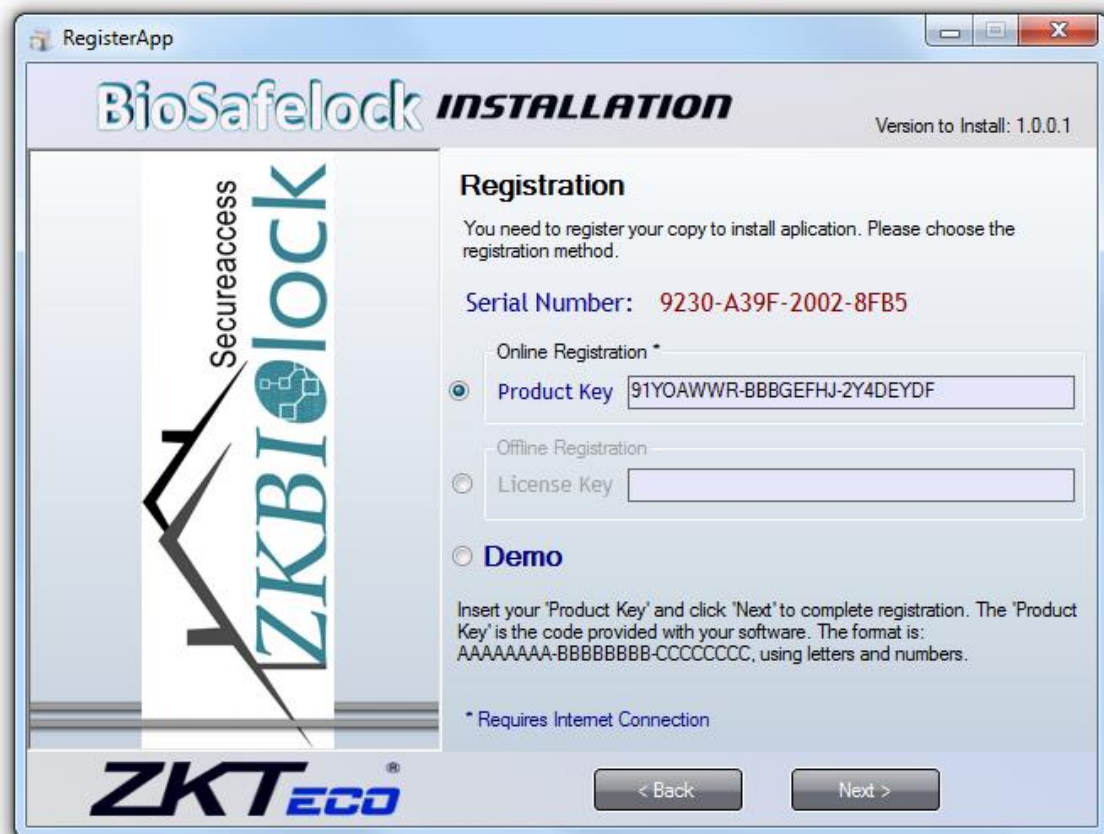 RegisterApp
BioSafelock INSTALLATION
Version to Install: 1.0.0.1
Secureaccess
ZKBIOlock
Registration
You need to register your copy to install aplication. Please choose the
registration method.
Serial Number: 9230-A39F-2002-8FB5
Online Registration *
Product Key 91YOAWWR-BBBGEFHJ-2Y4DEYDF
Offline Registration
License Key
Demo
Insert your 'Product Key' and click 'Next' to complete registration. The 'Product
Key' is the code provided with your software. The format is:
AAAAAAAA-BBBBBBBB-CCCCCCCC, using letters and numbers.
* Requires Internet Connection
ZKTECO ®
< Back
Next >